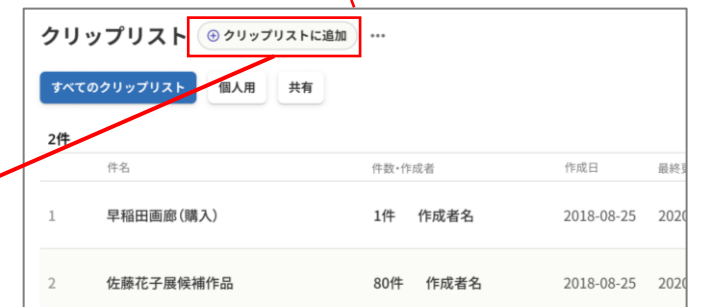 クリップリスト ⊕ クリップリストに追加 …
すべてのクリップリスト 個人用 共有
2件
件名 件数・作成者 作成日 最終
1 早稲田画廊（購入） 1件 作成者名 2018-08-25 2020
2 佐藤花子展候補作品 80件 作成者名 2018-08-25 2020